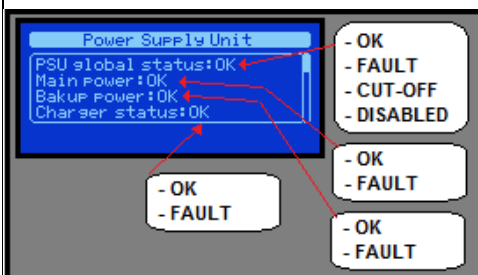 Power Supply Unit
PSU global status:OK
Main power:OK
Bakup power:OK
Charger status:OK
- OK
- FAULT
- CUT-OFF
- DISABLED
- OK
- FAULT
- OK
- FAULT
- OK
- FAULT